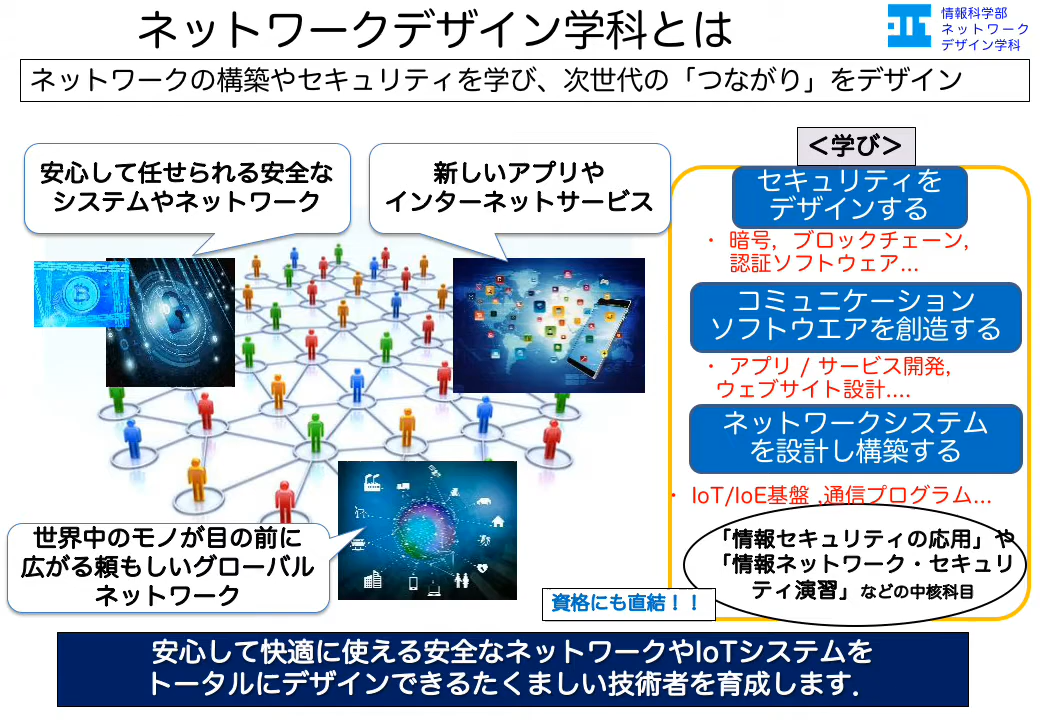 ネットワークデザイン学科とは
情報科学部
ネットワーク
デザイン学科
ネットワークの構築やセキュリティを学び、次世代の「つながり」をデザイン
安心して任せられる安全な
システムやネットワーク
新しいアプリや
インターネットサービス
世界中のモノが目の前に
広がる頼もしいグローバル
ネットワーク
＜学び＞
セキュリティを
デザインする
・ 暗号，ブロックチェーン，
認証ソフトウェア…
コミュニケーション
ソフトウエアを創造する
・ アプリ / サービス開発，
ウェブサイト設計....
ネットワークシステム
を設計し構築する
・ IoT/IoE基盤 ,通信プログラム…
「情報セキュリティの応用」や
「情報ネットワーク・セキュリ
ティ演習」などの中核科目
資格にも直結！！
安心して快適に使える安全なネットワークやIoTシステムを
トータルにデザインできるたくましい技術者を育成します．